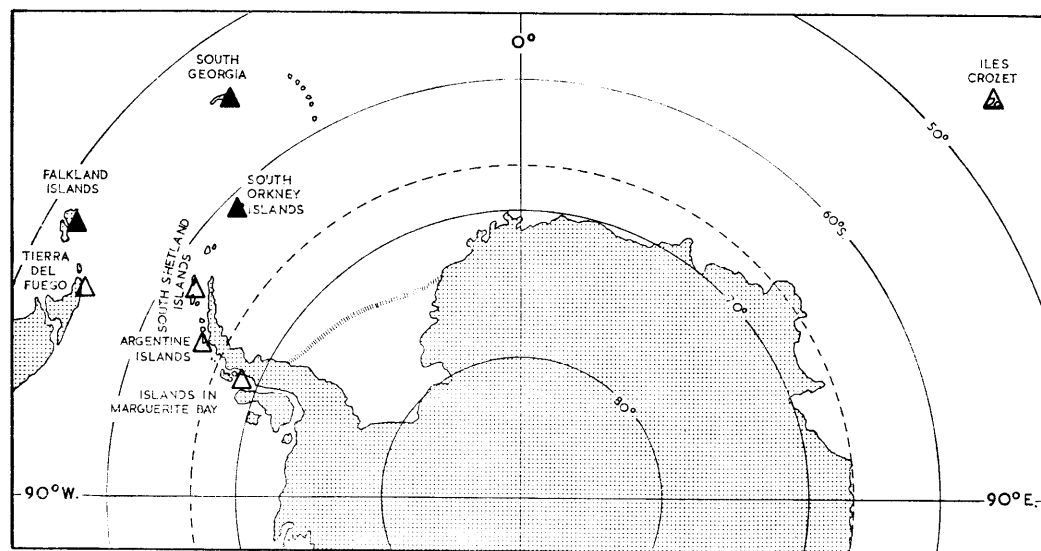 0°
SOUTH
GEORGIA
ILES
CROZET
50°
FALKLAND
ISLANDS
SOUTH
ORKNEY
ISLANDS
60°S.
TIERRA
DEL
FUEGO
SOUTH SHETLAND
ISLANDS
70°
ARGENTINE
ISLANDS
ISLANDS IN
MARGUERITE BAY
80°
90°W.
90°E.